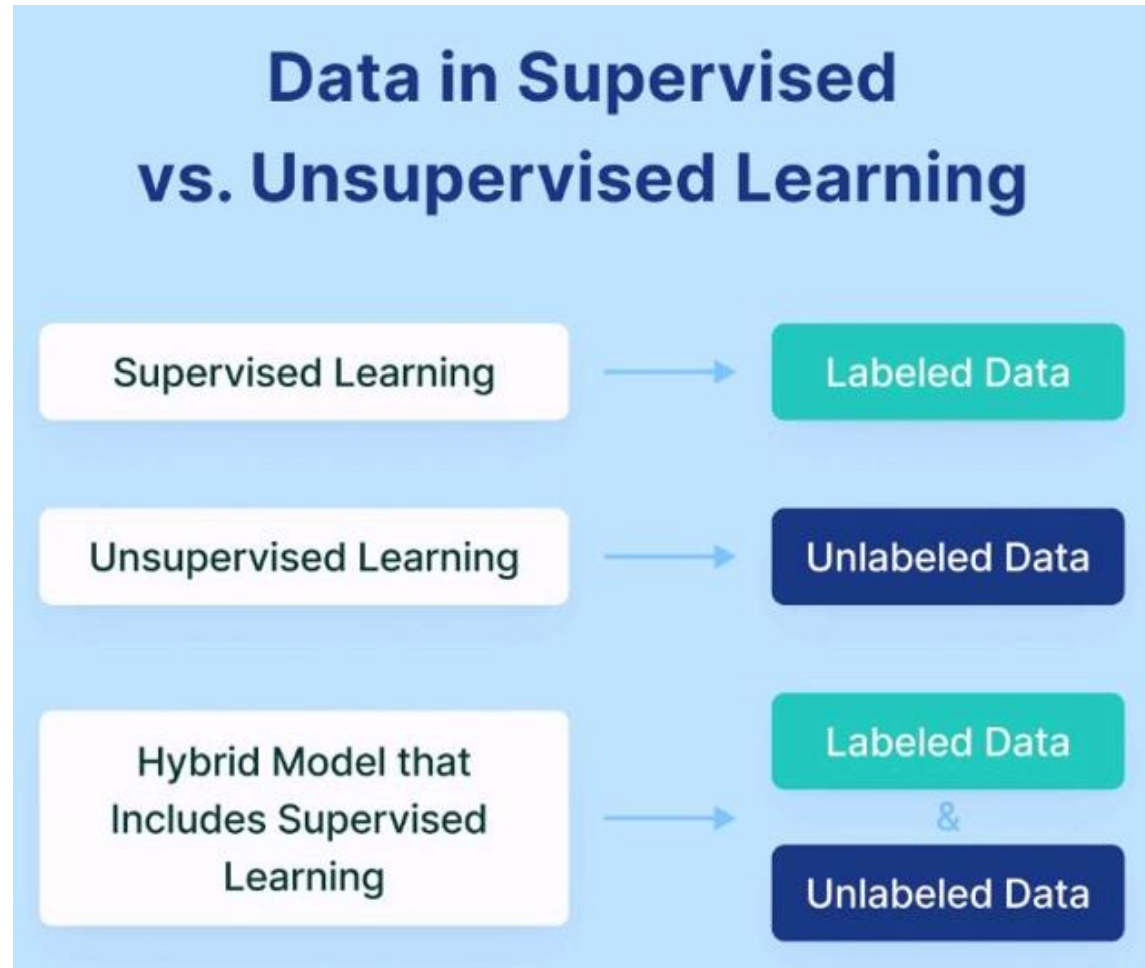 Data in Supervised
vs. Unsupervised Learning
Supervised Learning
Labeled Data
Unsupervised Learning
Unlabeled Data
Hybrid Model that
Includes Supervised
Learning
Labeled Data
&
Unlabeled Data